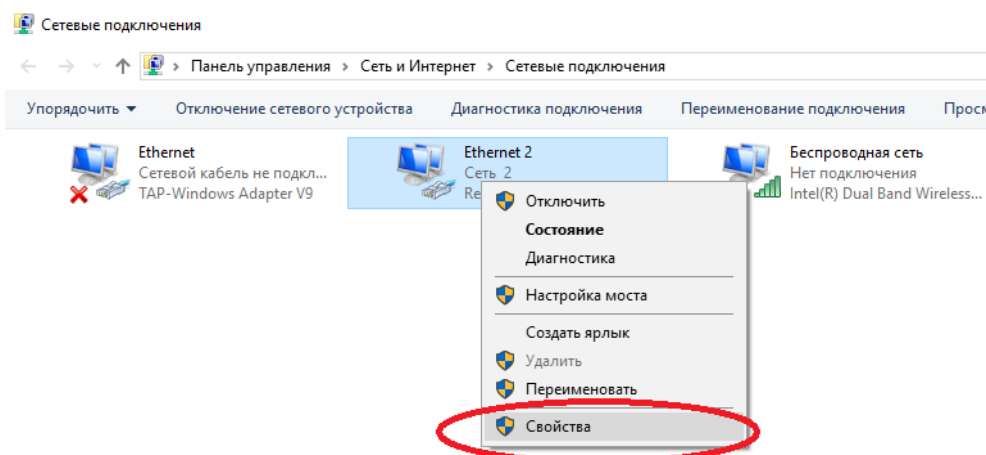 Сетевые подключения
Панель управления › Сеть и Интернет › Сетевые подключения
Упорядочить Отключение сетевого устройства Диагностика подключения Переименование подключения
Ethernet
Сетевой кабель не подкл...
TAP-Windows Adapter V9
Ethernet 2
Сеть 2
Re
Беспроводная сеть
Нет подключения
Intel(R) Dual Band Wireless...
Отключить
Состояние
Диагностика
Настройка моста
Создать ярлык
Удалить
Переименовать
Свойства